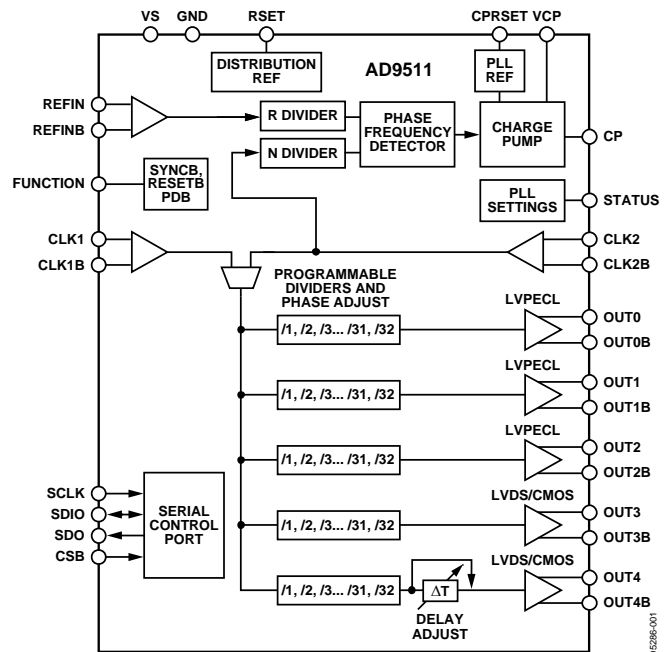 VS GND RSET CPRSET VCP
DISTRIBUTION
REF
AD9511
PLL
REF
REFIN
REFINB
R DIVIDER
N DIVIDER
PHASE
FREQUENCY
DETECTOR
CHARGE
PUMP
CP
FUNCTION
SYNCB,
RESETB
PDB
PLL
SETTINGS
STATUS
CLK1
CLK1B
CLK2
CLK2B
PROGRAMMABLE
DIVIDERS AND
PHASE ADJUST
/1, /2, /3... /31, /32
LVPECL
OUT0
OUT0B
/1, /2, /3... /31, /32
LVPECL
OUT1
OUT1B
/1, /2, /3... /31, /32
LVPECL
OUT2
OUT2B
SCLK
SDIO
SDO
CSB
SERIAL
CONTROL
PORT
/1, /2, /3... /31, /32
LVDS/CMOS
OUT3
OUT3B
/1, /2, /3... /31, /32
ΔT
DELAY
ADJUST
LVDS/CMOS
OUT4
OUT4B
05286-001